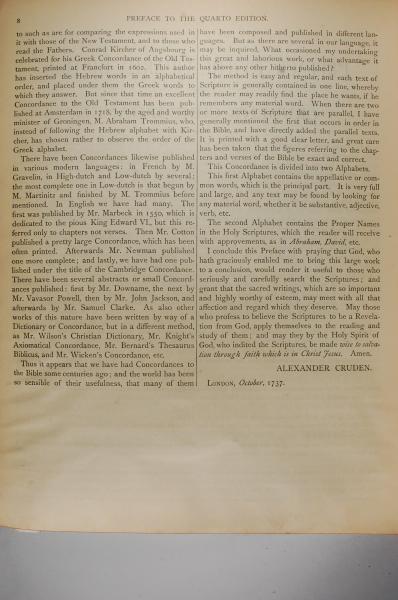 8
PREFACE TO THE QUARTO EDITION.
to such as are for comparing the expressions used in
it with those of the New Testament, and to those who
read the Fathers. Conrad Kircher of Augsbourg is
celebrated for his Greek Concordance of the Old Tes-
tament, printed at Francfort in 1602. This author
has inserted the Hebrew words in an alphabetical
order, and placed under them the Greek words to
which they answer. But since that time an excellent
Concordance to the Old Testament has been pub-
lished at Amsterdam in 1718, by the aged and worthy
minister of Groningen, M. Abraham Trommius, who,
instead of following the Hebrew alphabet with Kir-
cher, has chosen rather to observe the order of the
Greek alphabet.
There have been Concordances likewise published
in various modern languages; in French by M.
Gravelin, in High-dutch and Low-dutch by several;
the most complete one in Low-dutch is that begun by
M. Martinitz and finished by M. Trommius before
mentioned. In English we have had many. The
first was published by Mr. Marbeck in 1550, which is
dedicated to the pious King Edward VI., but this re-
ferred only to chapters not verses. Then Mr. Cotton
published a pretty large Concordance, which has been
often printed. Afterwards Mr. Newman published
one more complete; and lastly, we have had one pub-
lished under the title of the Cambridge Concordance.
There have been several abstracts or small Concord-
ances published: first by Mr. Downame, the next by
Mr. Vavasor Powell, then by Mr. John Jackson, and
afterwards by Mr. Samuel Clarke. As also other
works of this nature have been written by way of a
Dictionary or Concordance, but in a different method,
as Mr. Wilson's Christian Dictionary, Mr. Knight's
Axiomatical Concordance, Mr. Bernard's Thesaurus
Biblicus, and Mr. Wicken's Concordance, etc.
Thus it appears that we have had Concordances to
the Bible some centuries ago; and the world has been
so sensible of their usefulness, that many of them
have been composed and published in different lan-
guages. But as there are several in our language, it
may be inquired, What occasioned my undertaking
this great and laborious work, or what advantage it
has above any other hitherto published?
The method is easy and regular, and each text of
Scripture is generally contained in one line, whereby
the reader may readily find the place he wants, if he
remembers any material word. When there are two
or more texts of Scripture that are parallel, I have
generally mentioned the first that occurs in order in
the Bible, and have directly added the parallel texts.
It is printed with a good clear letter, and great care
has been taken that the figures referring to the chap-
ters and verses of the Bible be exact and correct.
This Concordance is divided into two Alphabets.
This first Alphabet contains the appellative or com-
mon words, which is the principal part. It is very full
and large, and any text may be found by looking for
any material word, whether it be substantive, adjective,
verb, etc.
The second Alphabet contains the Proper Names
in the Holy Scriptures, which the reader will receive
with approvements, as in Abraham, David, etc.
I conclude this Preface with praying that God, who
hath graciously enabled me to bring this large work
to a conclusion, would render it useful to those who
seriously and carefully search the Scriptures; and
grant that the sacred writings, which are so important
and highly worthy of esteem, may meet with all that
affection and regard which they deserve. May those
who profess to believe the Scriptures to be a Revela-
tion from God, apply themselves to the reading and
study of them; and may they by the Holy Spirit of
God, who indited the Scriptures, be made wise to salva-
tion through faith which is in Christ Jesus. Amen.
ALEXANDER CRUDEN.
LONDON, October, 1737.